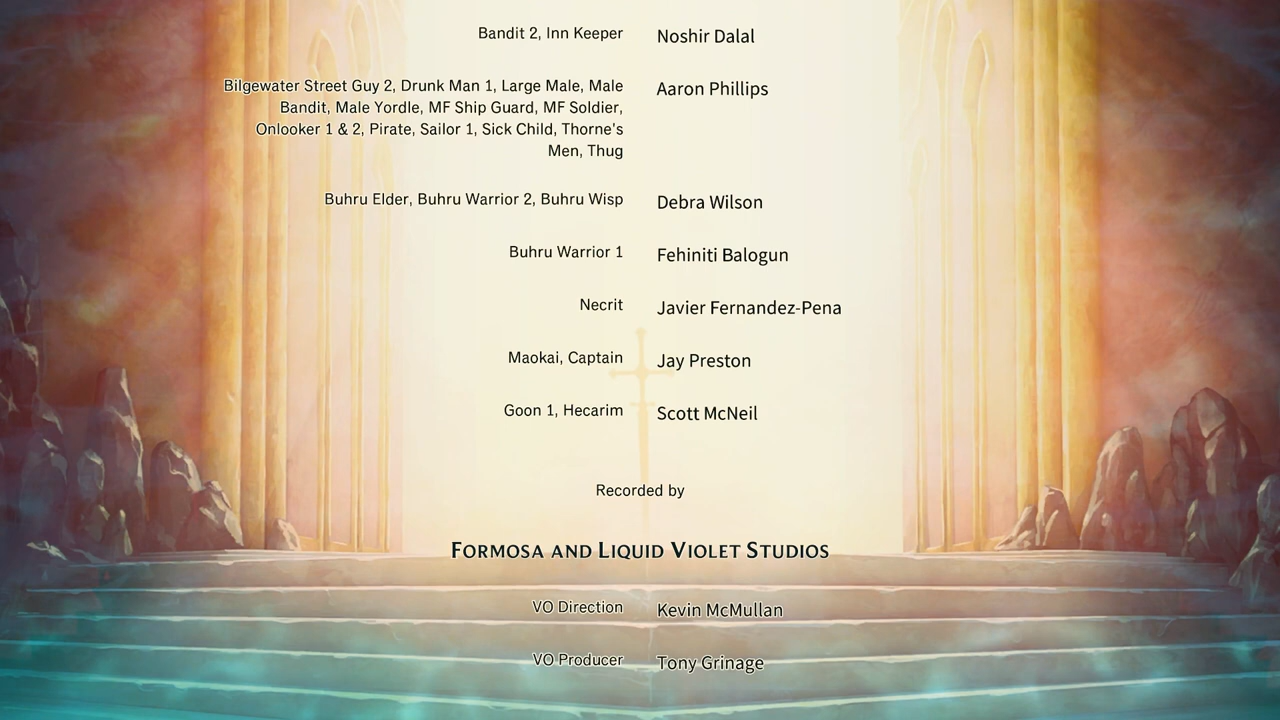 Bandit 2, Inn Keeper Noshir Dalal
Bilgewater Street Guy 2, Drunk Man 1, Large Male, Male Aaron Phillips
Bandit, Male Yordle, MF Ship Guard, MF Soldier,
Onlooker 1 & 2, Pirate, Sailor 1, Sick Child, Thorne's
Men, Thug
Buhru Elder, Buhru Warrior 2, Buhru Wisp Debra Wilson
Buhru Warrior 1 Fehiniti Balogun
Necrit Javier Fernandez-Pena
Maokai, Captain Jay Preston
Goon 1, Hecarim Scott McNeil
Recorded by
Formosa and Liquid Violet Studios
VO Direction Kevin McMullan
VO Producer Tony Grinage